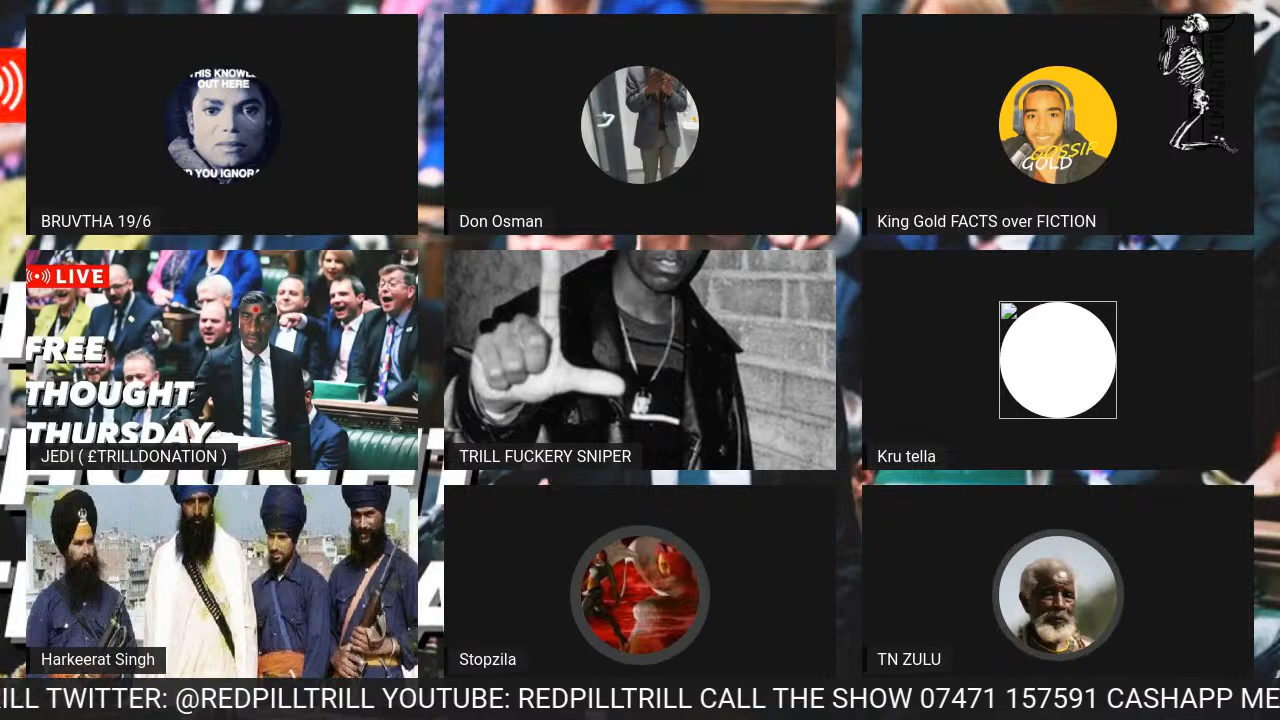 HIS KNOWL
OUT HERE
D YOU IGNORA
BRUVTHA 19/6
Don Osman
GOSSIP
GOLD
King Gold FACTS over FICTION
LIVE
FREE
THOUGHT
THURSDAY
JEDI ( £TRILLDONATION )
TRILL FUCKERY SNIPER
Kru tella
Harkeerat Singh
Stopzila
TN ZULU
ILL TWITTER: @REDPILLTRILL YOUTUBE: REDPILLTRILL CALL THE SHOW 07471 157591 CASHAPP ME